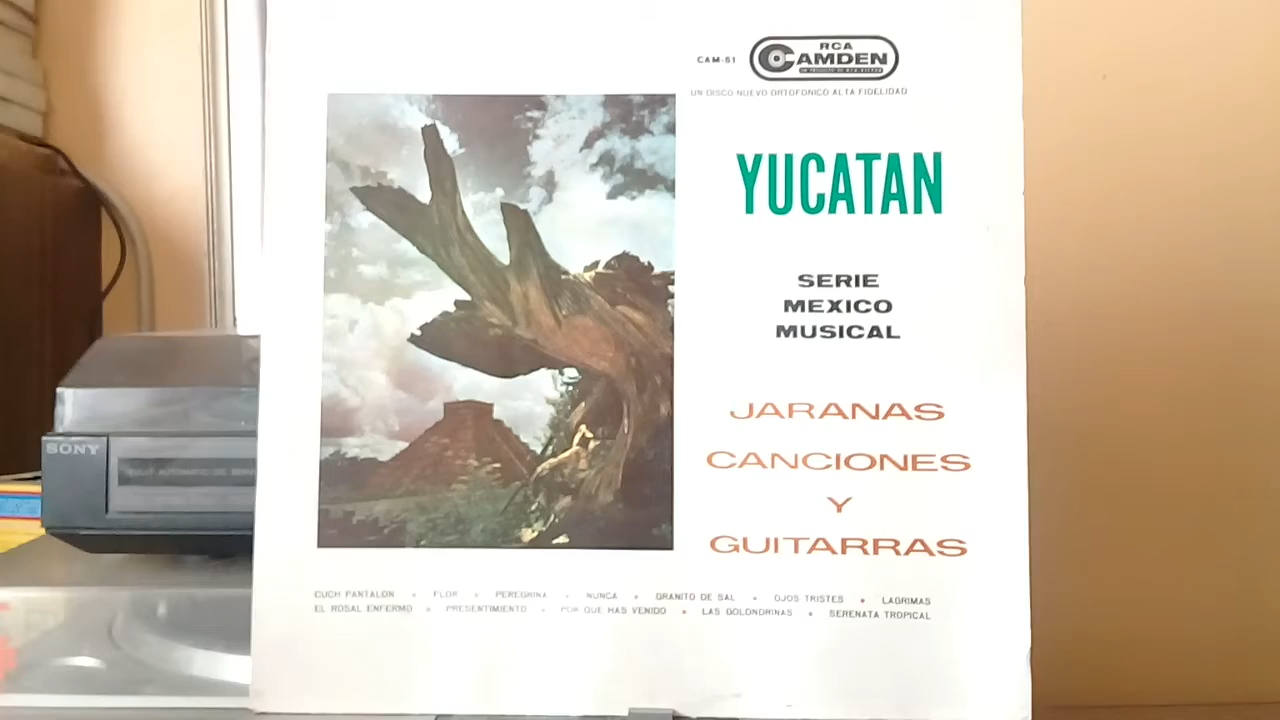 CAM-51
RCA
CAMDEN
UN DISCO NUEVO ORTOFONICO ALTA FIDELIDAD
YUCATAN
SERIE
MEXICO
MUSICAL
JARANAS
CANCIONES
Y
GUITARRAS
CUCH PANTALON • FLOR • PEREGRINA • NUNCA • GRANITO DE SAL • OJOS TRISTES • LAGRIMAS
EL ROSAL ENFERMO • PRESENTIMIENTO • POR QUE HAS VENIDO • LAS GOLONDRINAS • SERENATA TROPICAL
SONY